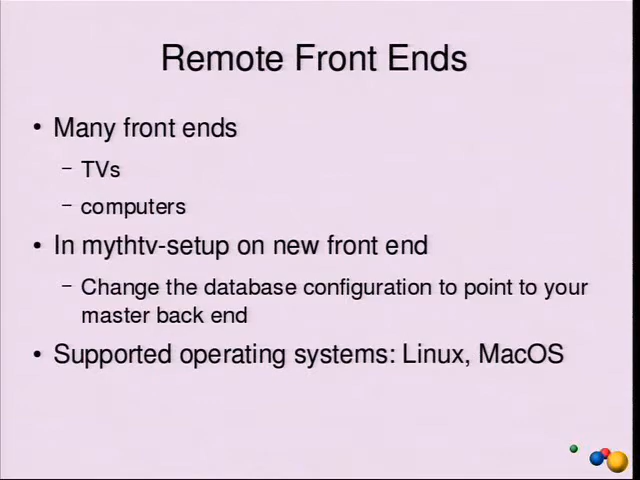 Remote Front Ends
• Many front ends
– TVs
– computers
• In mythtv-setup on new front end
– Change the database configuration to point to your
master back end
• Supported operating systems: Linux, MacOS